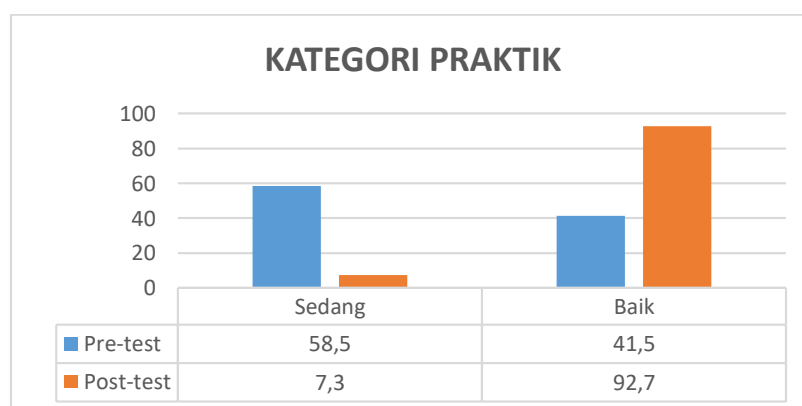 KATEGORI PRAKTIK
100
80
60
40
20
0
Sedang Baik
Pre-test 58,5 41,5
Post-test 7,3 92,7